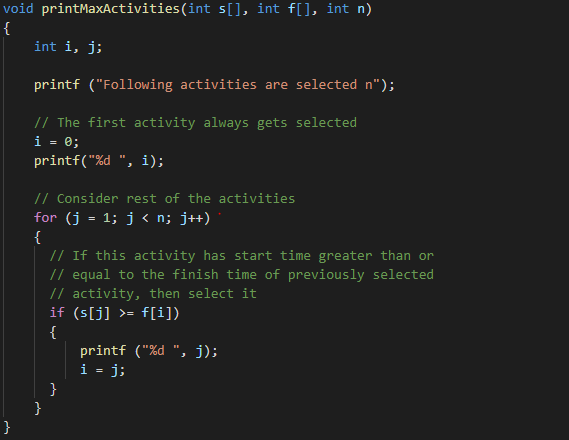 void printMaxActivities(int s[], int f[], int n)
{
    int i, j;

    printf ("Following activities are selected n");

    // The first activity always gets selected
    i = 0;
    printf("%d ", i);

    // Consider rest of the activities
    for (j = 1; j < n; j++)
    {
      // If this activity has start time greater than or
      // equal to the finish time of previously selected
      // activity, then select it
      if (s[j] >= f[i])
      {
          printf ("%d ", j);
          i = j;
      }
    }
}